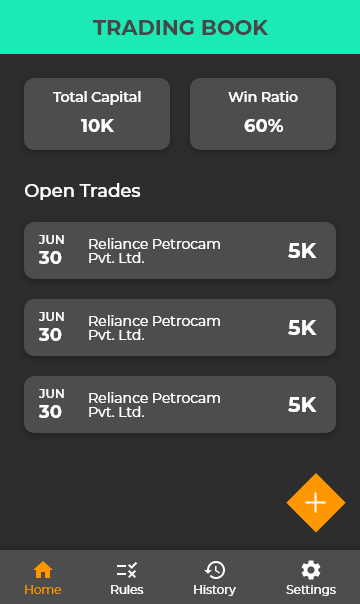 TRADING BOOK
Total Capital
10K
Win Ratio
60%
Open Trades
JUN
30
Reliance Petrocam
Pvt. Ltd.
5K
JUN
30
Reliance Petrocam
Pvt. Ltd.
5K
JUN
30
Reliance Petrocam
Pvt. Ltd.
5K
Home
Rules
History
Settings